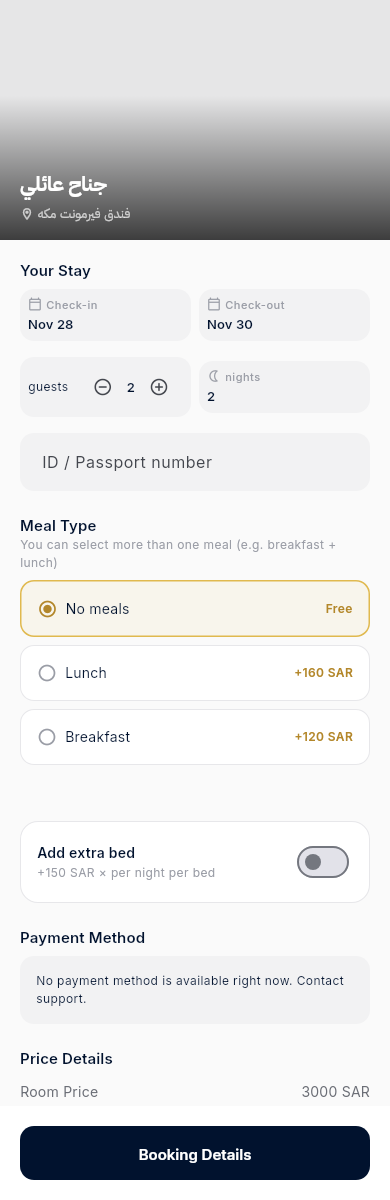 جناح عائلي
فندق فيرمونت مكه
Your Stay
Check-in
Nov 28
Check-out
Nov 30
guests
2
nights
2
ID / Passport number
Meal Type
You can select more than one meal (e.g. breakfast +
lunch)
No meals
Free
Lunch
+160 SAR
Breakfast
+120 SAR
Add extra bed
+150 SAR × per night per bed
Payment Method
No payment method is available right now. Contact
support.
Price Details
Room Price
3000 SAR
Booking Details